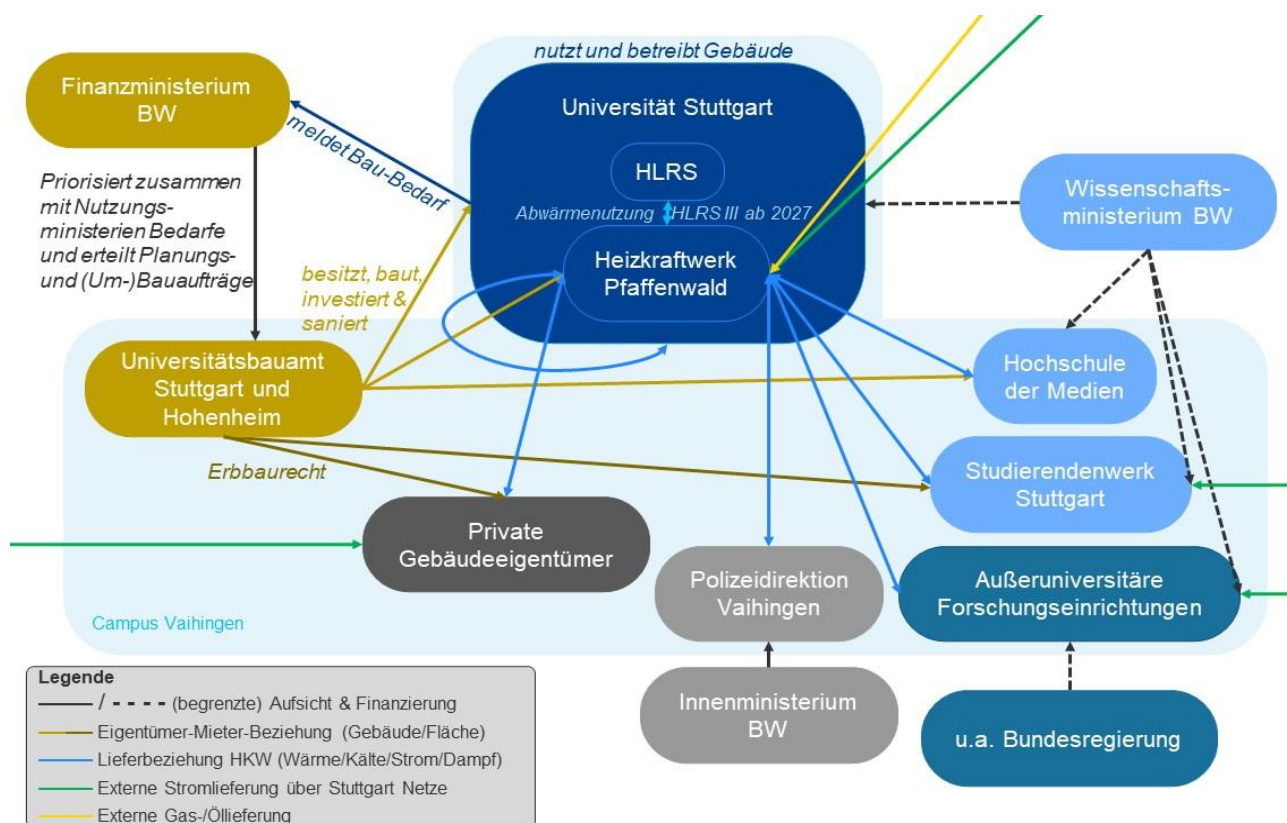 nutzt und betreibt Gebäude
Finanzministerium
BW
Universität Stuttgart
meldet Bau-Bedarf
HLRS
Abwärmenutzung HLRS III ab 2027
Heizkraftwerk
Pfaffenwald
Wissenschafts-
ministerium BW
Priorisiert zusammen
mit Nutzungs-
ministerien Bedarfe
und erteilt Planungs-
und (Um-)Bauaufträge
besitzt, baut,
investiert &
saniert
Universitätsbauamt
Stuttgart und
Hohenheim
Hochschule
der Medien
Erbbaurecht
Studierendenwerk
Stuttgart
Private
Gebäudeeigentümer
Polizeidirektion
Vaihingen
Außeruniversitäre
Forschungseinrichtungen
Campus Vaihingen
Innenministerium
BW
u.a. Bundesregierung
Legende
/ (begrenzte) Aufsicht & Finanzierung
Eigentümer-Mieter-Beziehung (Gebäude/Fläche)
Lieferbeziehung HKW (Wärme/Kälte/Strom/Dampf)
Externe Stromlieferung über Stuttgart Netze
Externe Gas-/Öllieferung